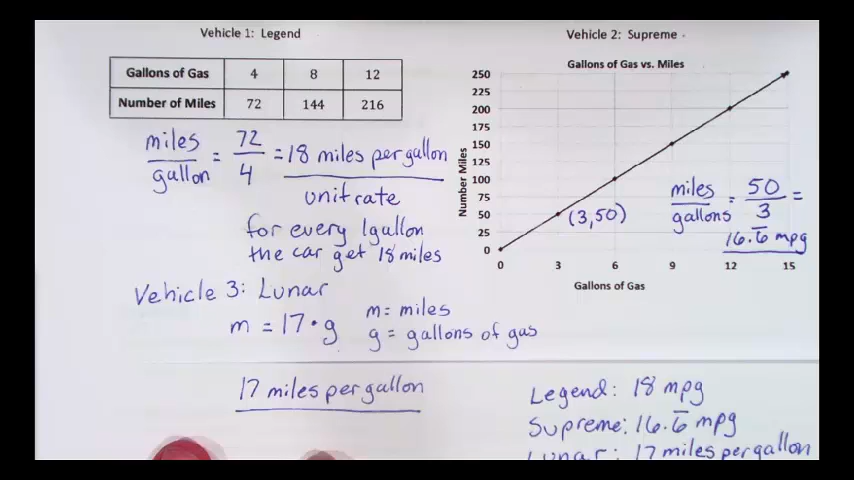 Vehicle 1: Legend
Gallons of Gas 4 8 12
Number of Miles 72 144 216
miles/gallon = 72/4 = 18 miles per gallon
unit rate
for every 1gallon
the car get 18 miles
Vehicle 2: Supreme
Gallons of Gas vs. Miles
Number Miles
250
225
200
175
150
125
100
75
50
25
0
0 3 6 9 12 15
Gallons of Gas
(3,50)
miles/gallons = 50/3 =
16.6̅ mpg
Vehicle 3: Lunar
m = 17 • g
m = miles
g = gallons of gas
17 miles per gallon
Legend: 18 mpg
Supreme: 16.6̅ mpg
Lunar: 17 miles per gallon